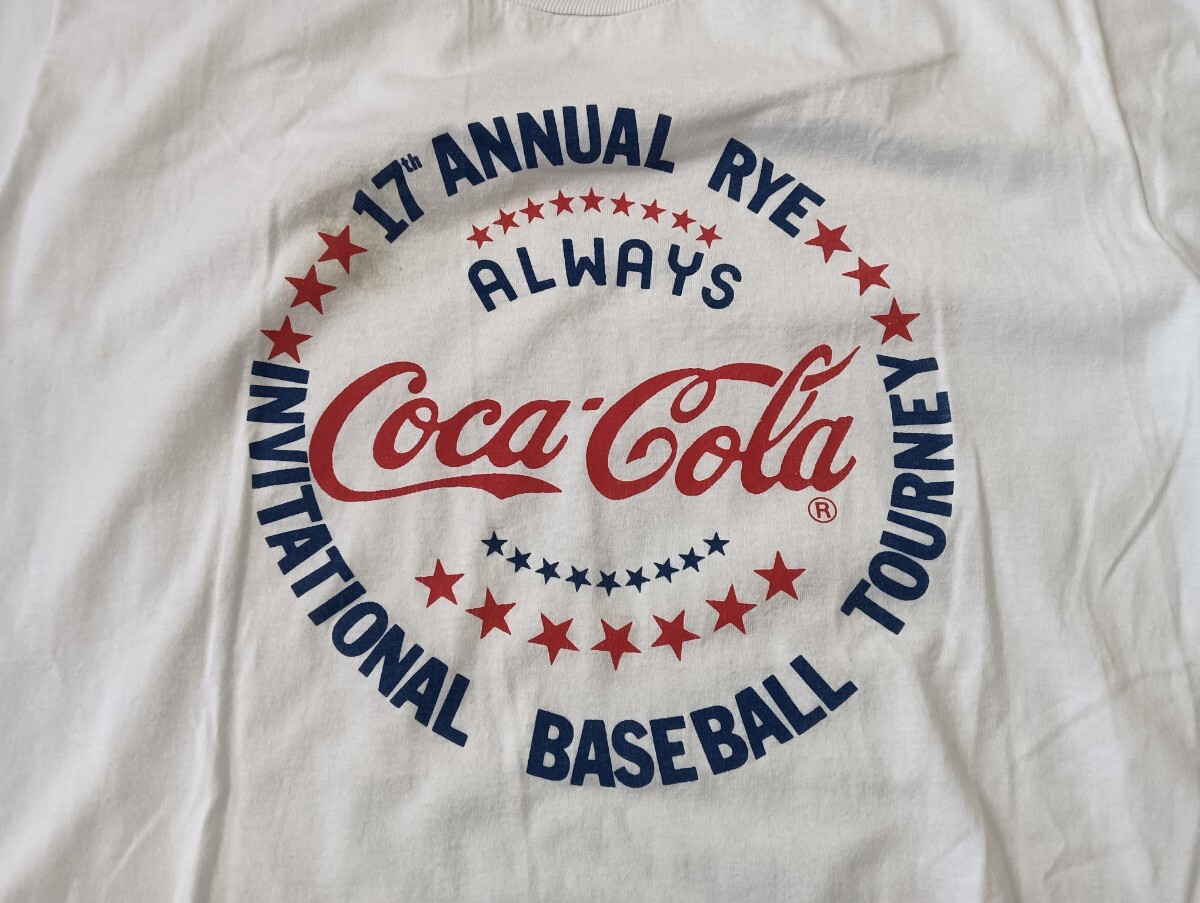 17th ANNUAL RYE
ALWAYS
Coca-Cola
®
INVITATIONAL BASEBALL TOURNEY